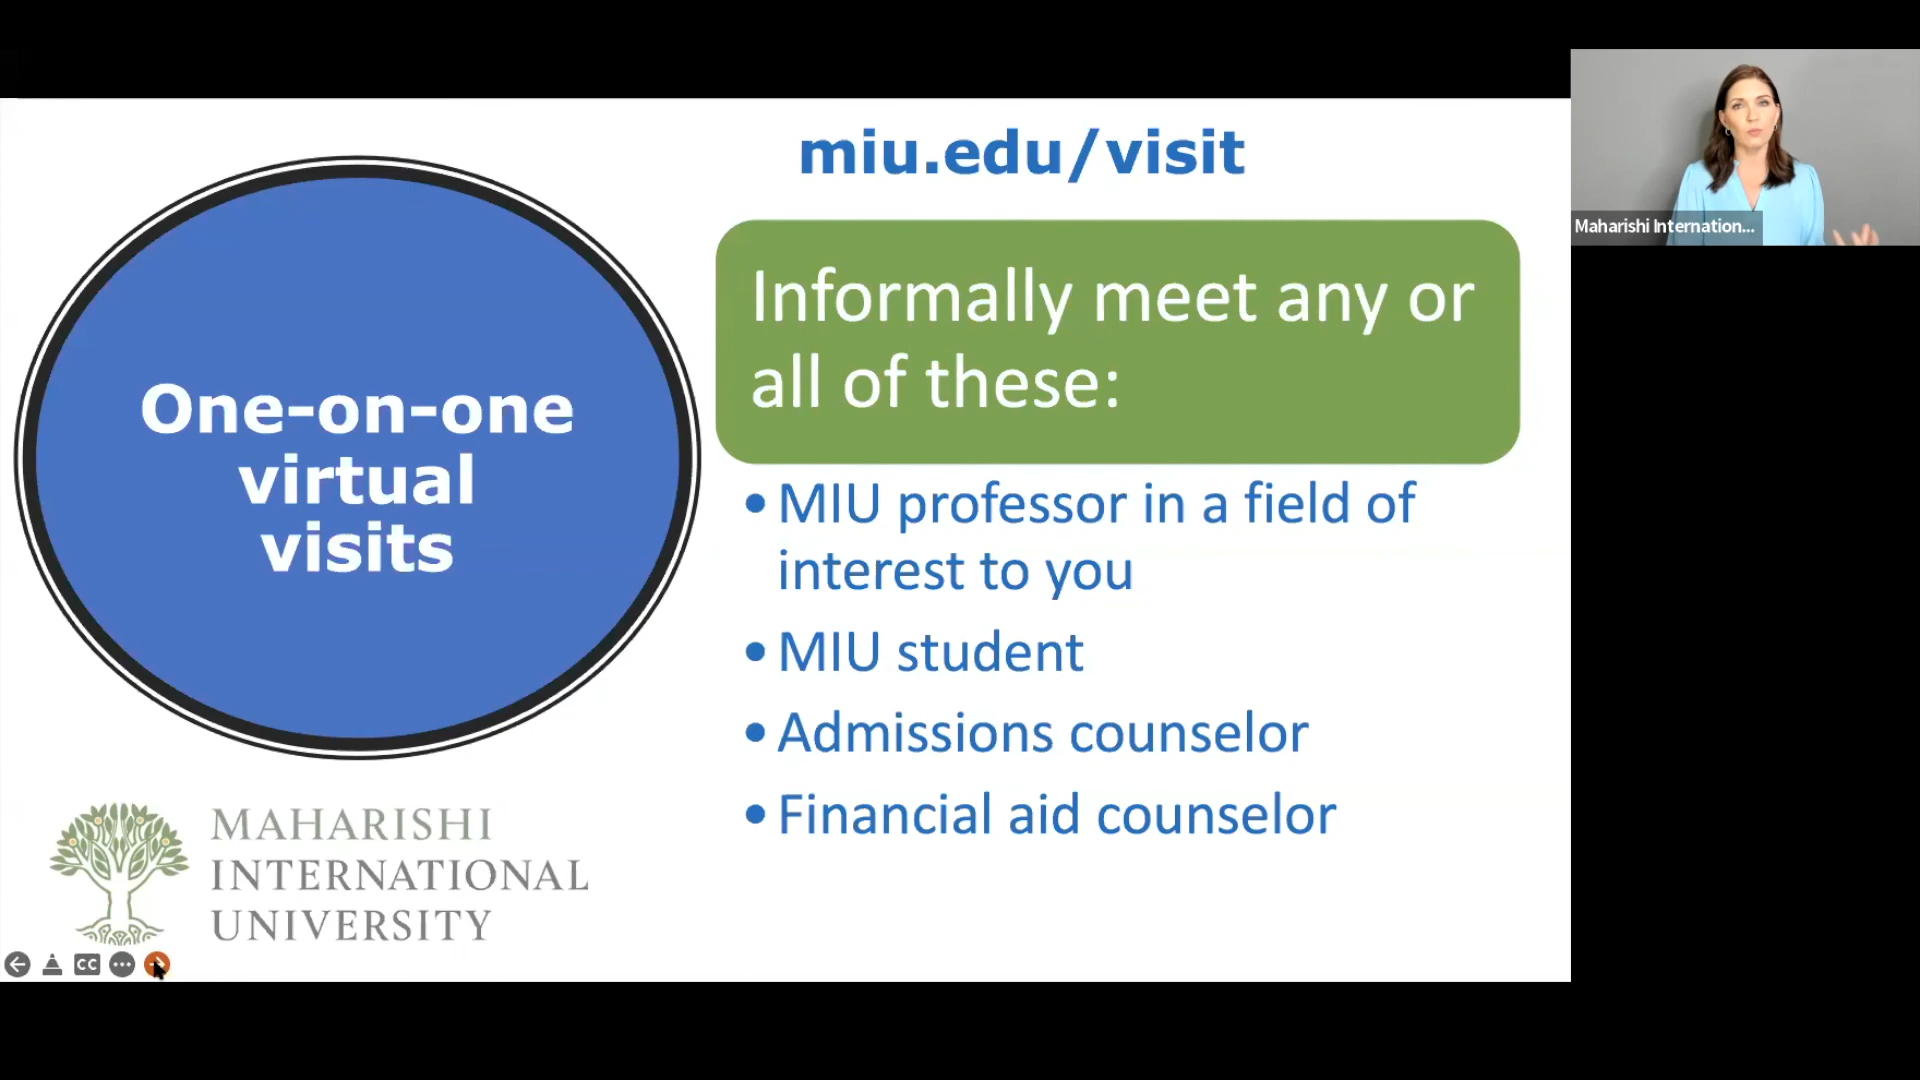 miu.edu/visit
One-on-one
virtual
visits
Informally meet any or
all of these:
•MIU professor in a field of
interest to you
•MIU student
•Admissions counselor
•Financial aid counselor
MAHARISHI
INTERNATIONAL
UNIVERSITY
CC
Maharishi Internation...